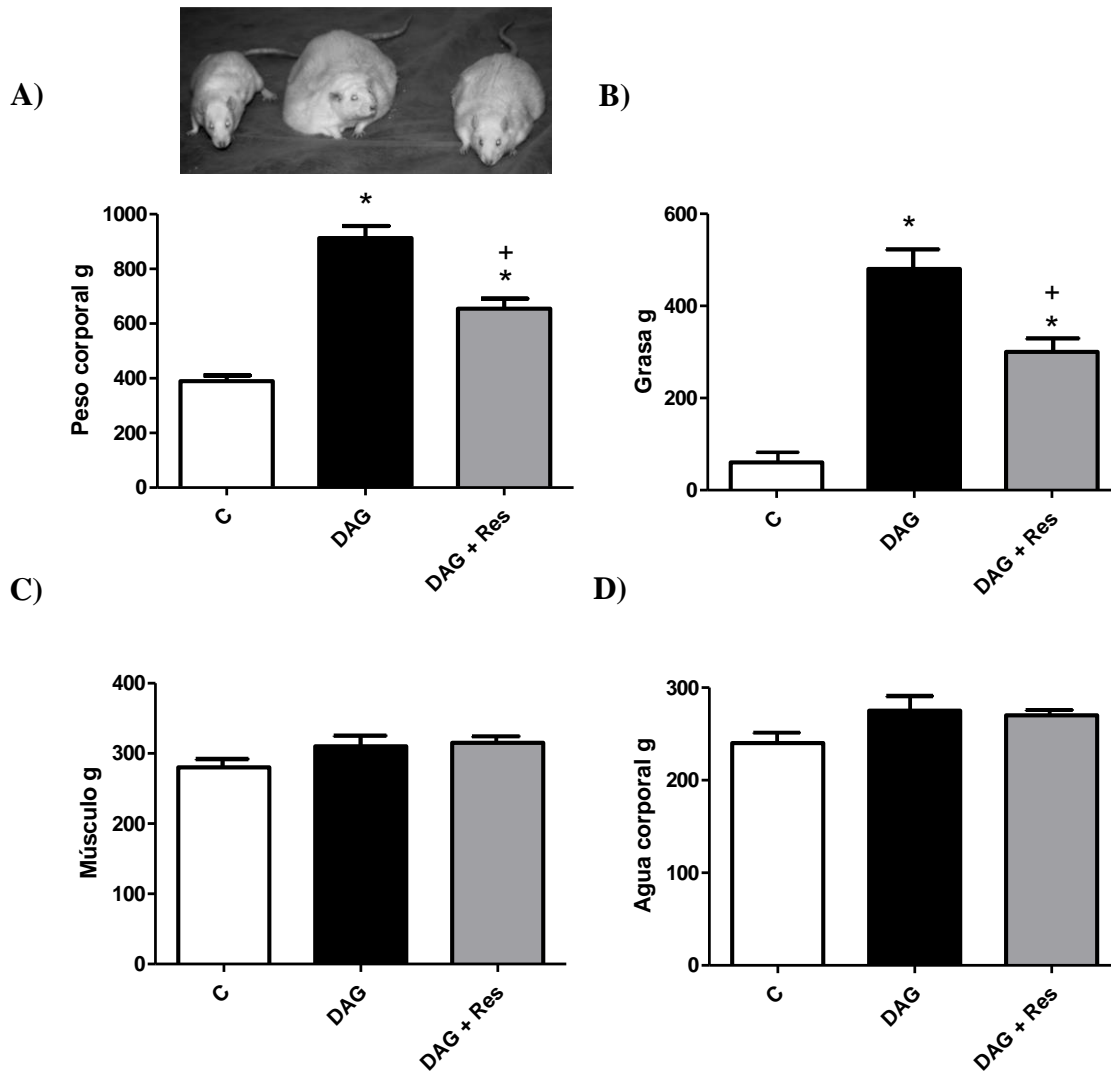 A)
B)
Peso corporal g
1000
800
600
400
200
0
*
+
*
C
DAG
DAG + Res
Grasa g
600
400
200
0
*
+
*
C
DAG
DAG + Res
C)
D)
Músculo g
400
300
200
100
0
C
DAG
DAG + Res
Agua corporal g
300
200
100
0
C
DAG
DAG + Res